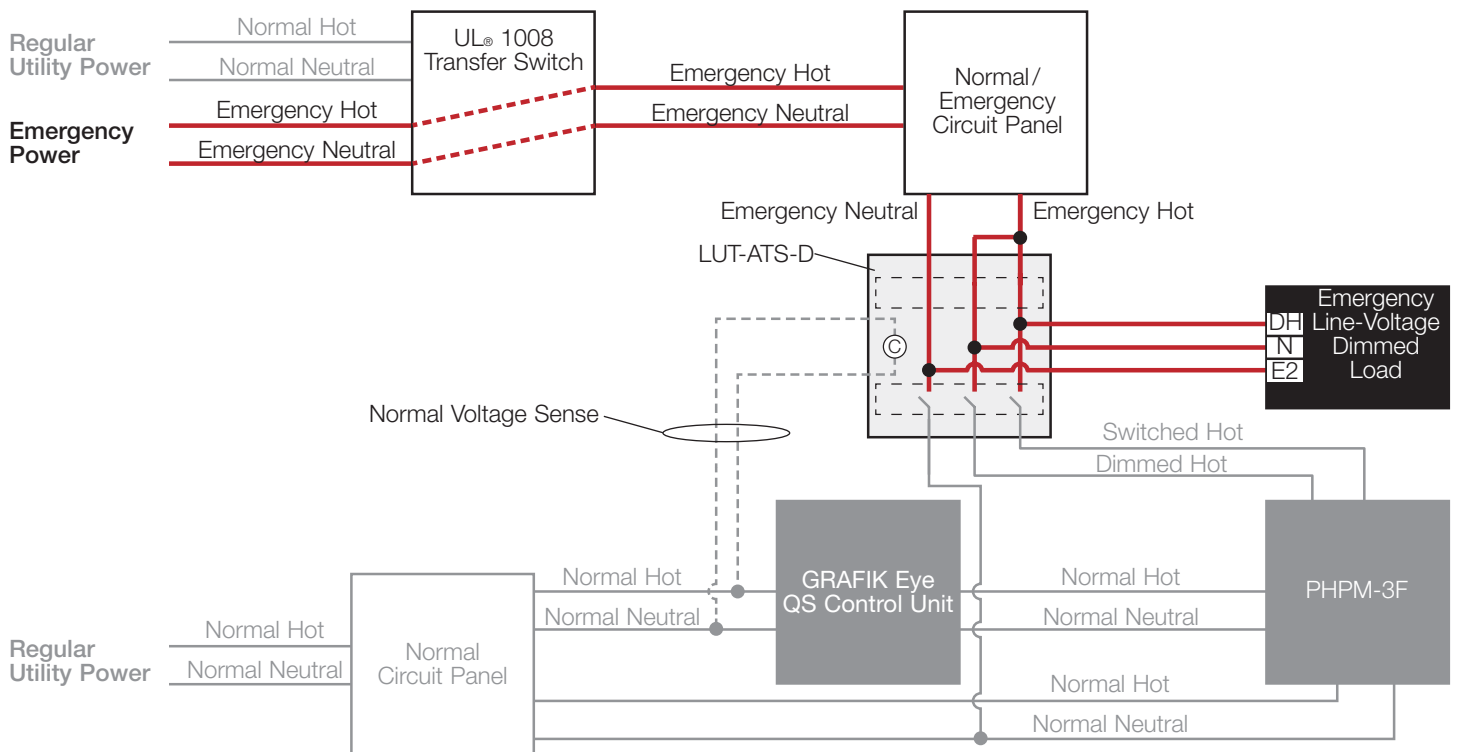 Regular
Utility Power
Normal Hot
Normal Neutral
Emergency
Power
Emergency Hot
Emergency Neutral
UL® 1008
Transfer Switch
Emergency Hot
Emergency Neutral
Normal/
Emergency
Circuit Panel
Emergency Neutral
Emergency Hot
LUT-ATS-D
C
Emergency
Line-Voltage
Dimmed
Load
DH
N
E2
Normal Voltage Sense
Switched Hot
Dimmed Hot
Regular
Utility Power
Normal Hot
Normal Neutral
Normal
Circuit Panel
Normal Hot
Normal Neutral
GRAFIK Eye
QS Control Unit
Normal Hot
Normal Neutral
PHPM-3F
Normal Hot
Normal Neutral